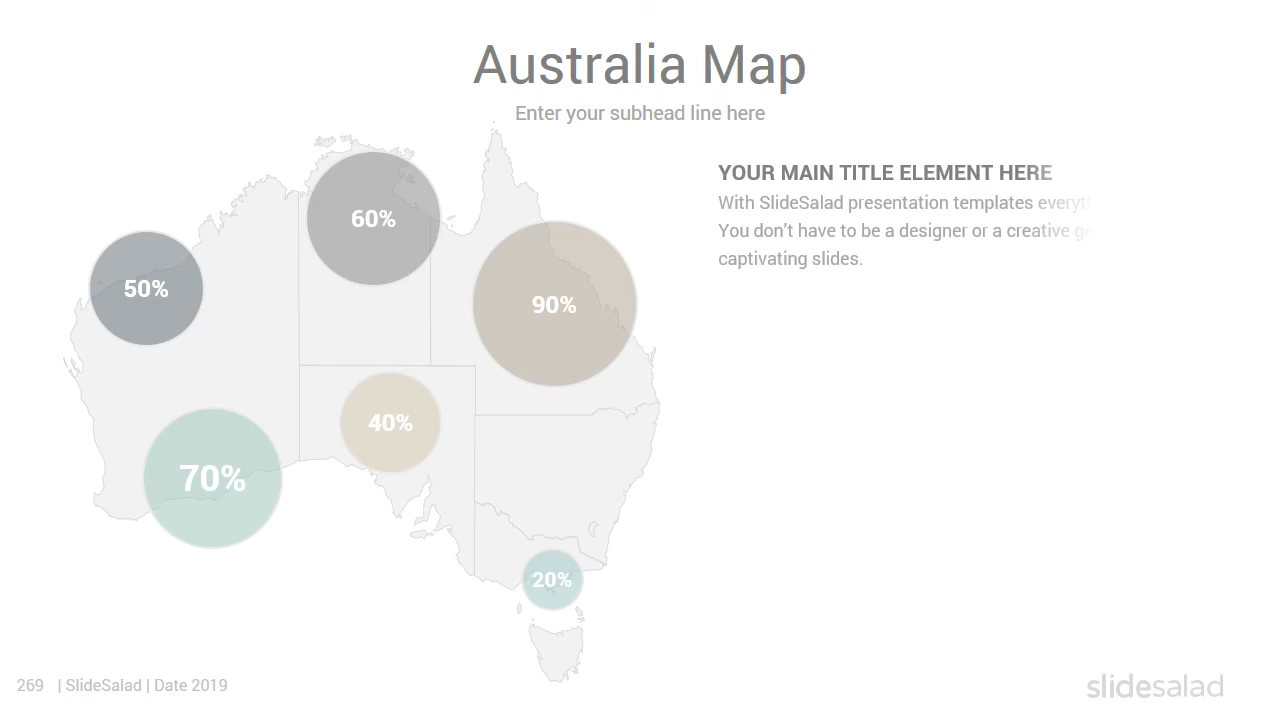 Australia Map
Enter your subhead line here
YOUR MAIN TITLE ELEMENT HERE
With SlideSalad presentation templates
You don’t have to be a designer or a creative
captivating slides.
60%
50%
90%
40%
70%
20%
269 | SlideSalad | Date 2019
slidesalad